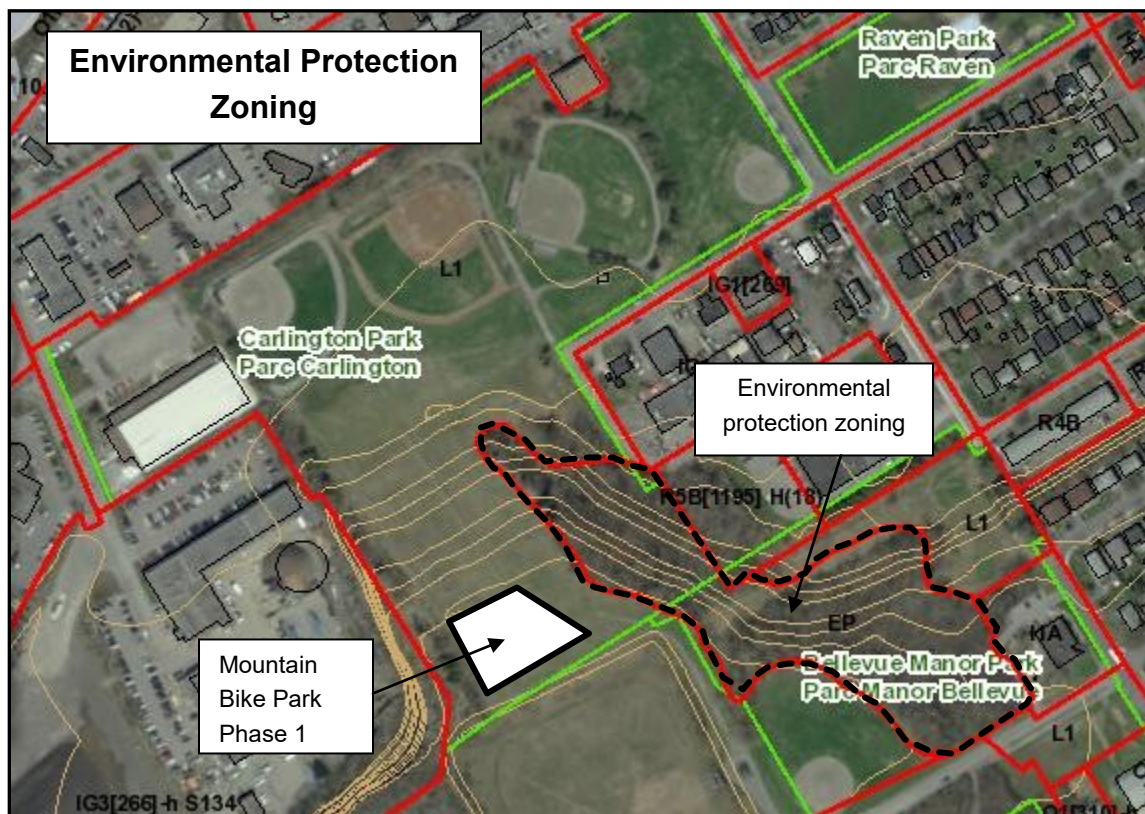 Environmental Protection
Zoning
Raven Park
Parc Raven
L1
IG1[269]
Carlington Park
Parc Carlington
Environmental
protection zoning
R4B
R5B[1195] H(18)
L1
EP
I1A
Bellevue Manor Park
Parc Manor Bellevue
Mountain
Bike Park
Phase 1
L1
IG3[266]-h S134